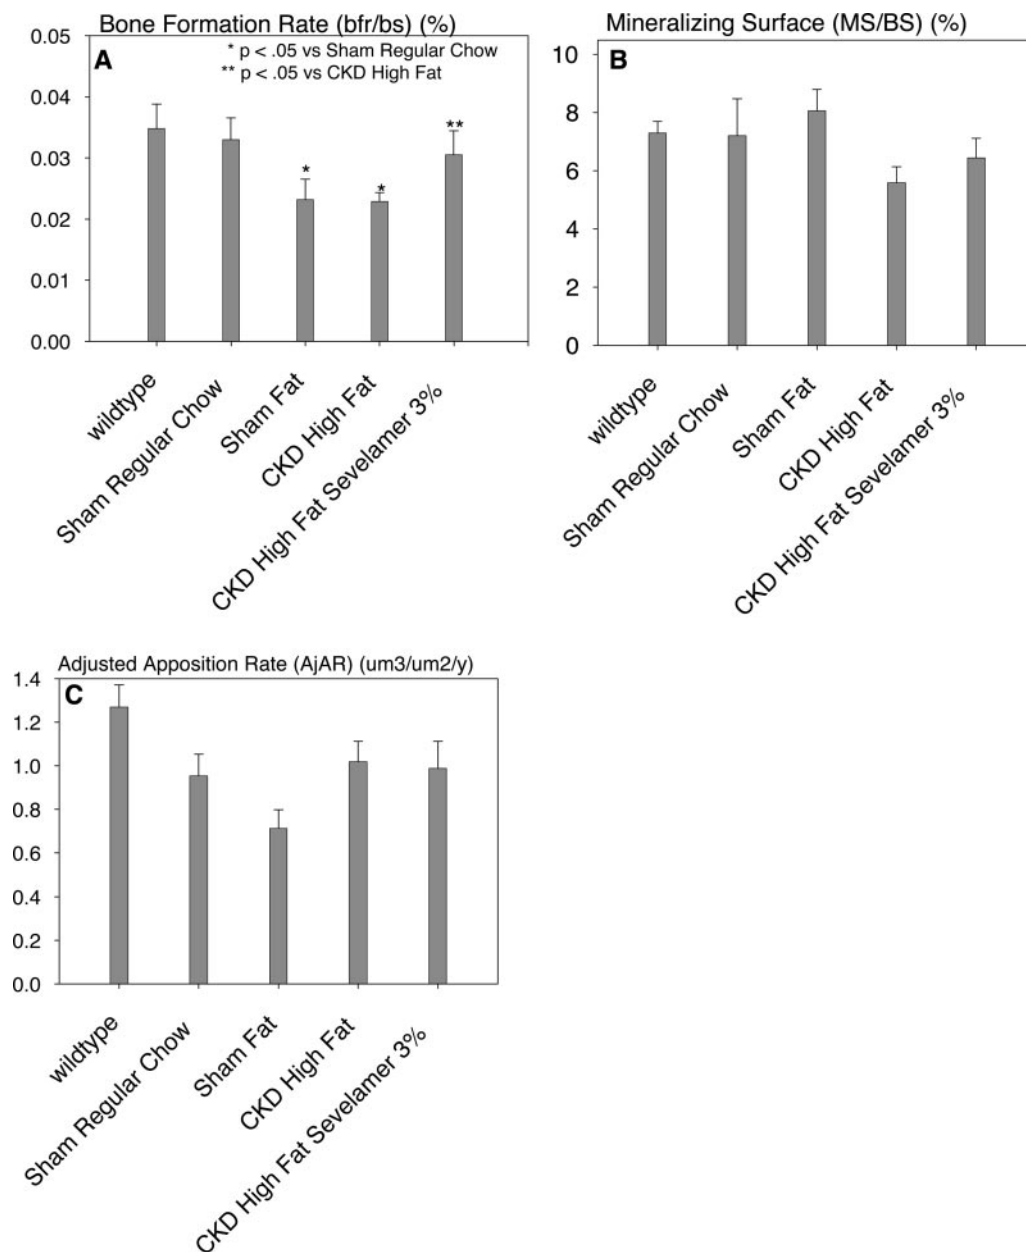 Bone Formation Rate (bfr/bs) (%)
A
* p < .05 vs Sham Regular Chow
** p < .05 vs CKD High Fat
0.05
0.04
0.03
0.02
0.01
0.00
*
*
**
wildtype
Sham Regular Chow
Sham Fat
CKD High Fat
CKD High Fat Sevelamer 3%
Mineralizing Surface (MS/BS) (%)
B
10
8
6
4
2
0
wildtype
Sham Regular Chow
Sham Fat
CKD High Fat
CKD High Fat Sevelamer 3%
Adjusted Apposition Rate (AjAR) (um3/um2/y)
C
1.4
1.2
1.0
0.8
0.6
0.4
0.2
0.0
wildtype
Sham Regular Chow
Sham Fat
CKD High Fat
CKD High Fat Sevelamer 3%